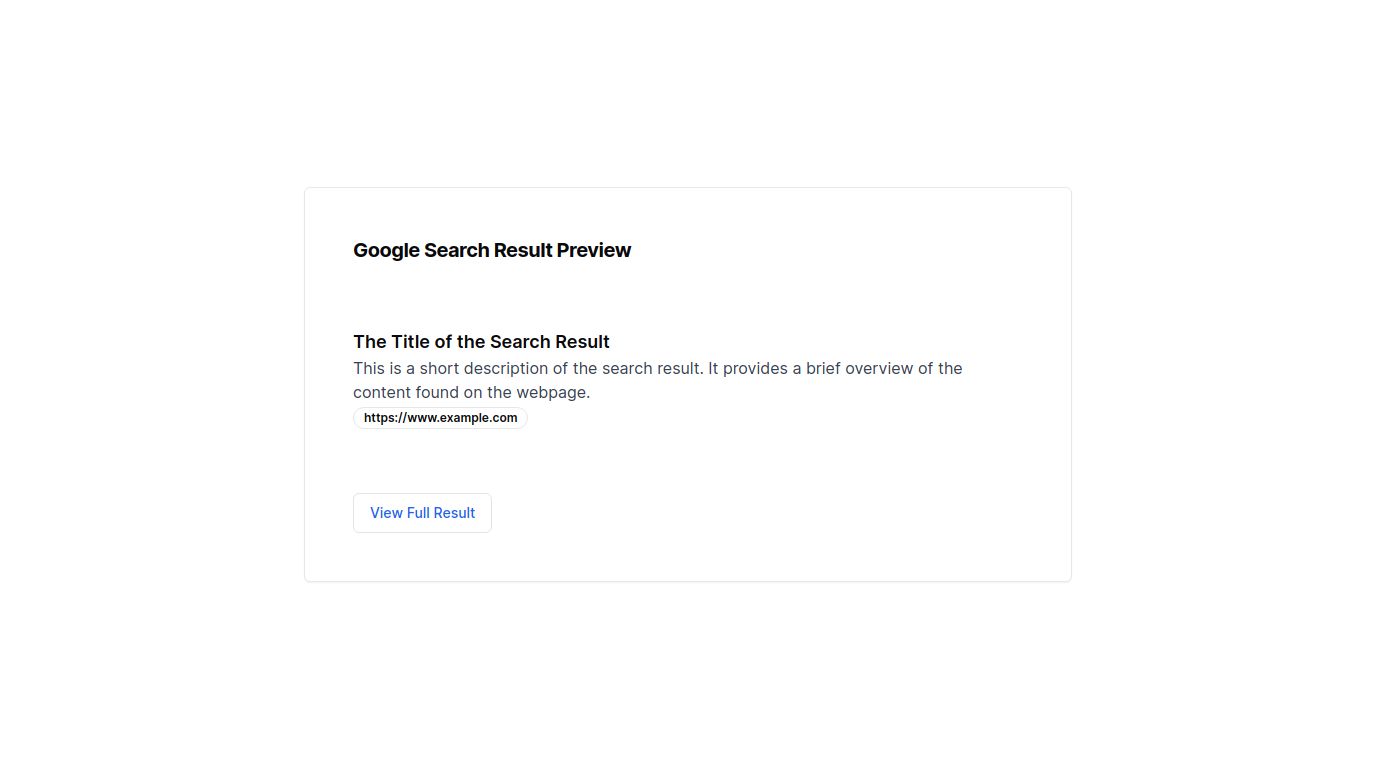 Google Search Result Preview
The Title of the Search Result
This is a short description of the search result. It provides a brief overview of the
content found on the webpage.
https://www.example.com
View Full Result